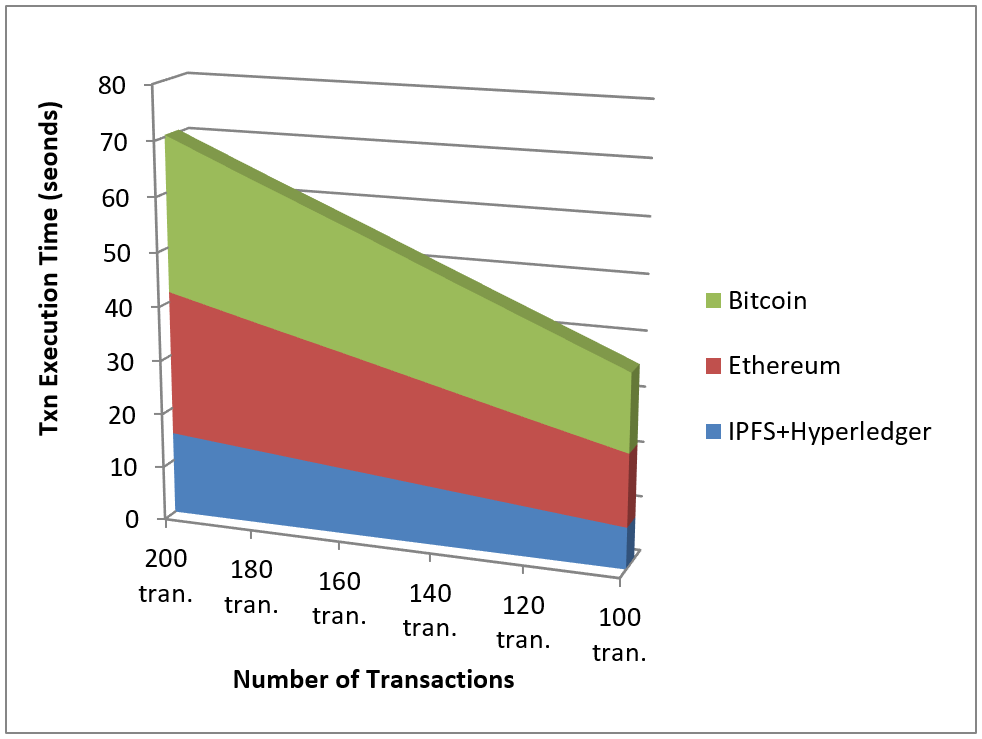 80
70
60
50
40
30
20
10
0
Txn Execution Time (seonds)
200
tran.
180
tran.
160
tran.
140
tran.
120
tran.
100
tran.
Number of Transactions
Bitcoin
Ethereum
IPFS+Hyperledger